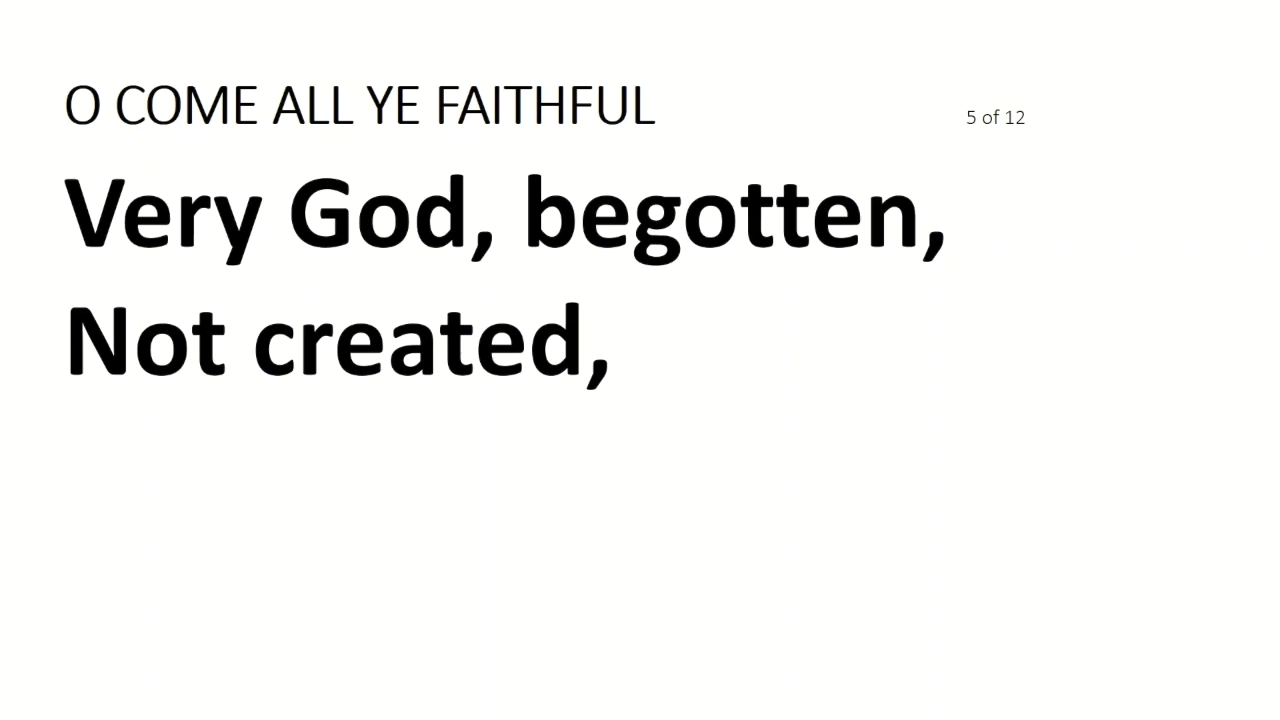 O COME ALL YE FAITHFUL 5 of 12
Very God, begotten,
Not created,